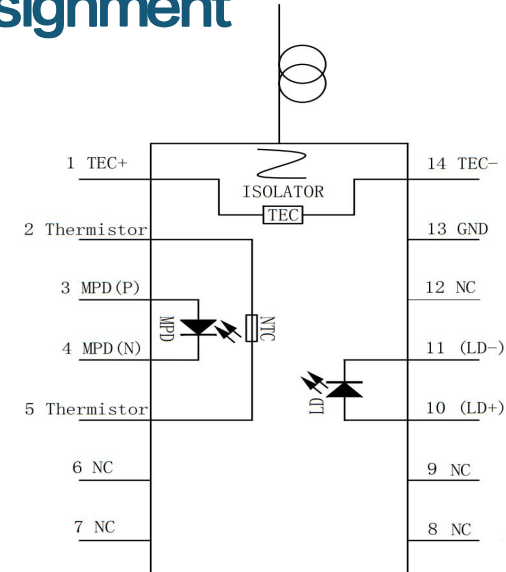 signment
1 TEC+
14 TEC-
ISOLATOR
TEC
2 Thermistor
13 GND
3 MPD(P)
12 NC
MPD
NTC
4 MPD(N)
11 (LD-)
LD
5 Thermistor
10 (LD+)
6 NC
9 NC
7 NC
8 NC